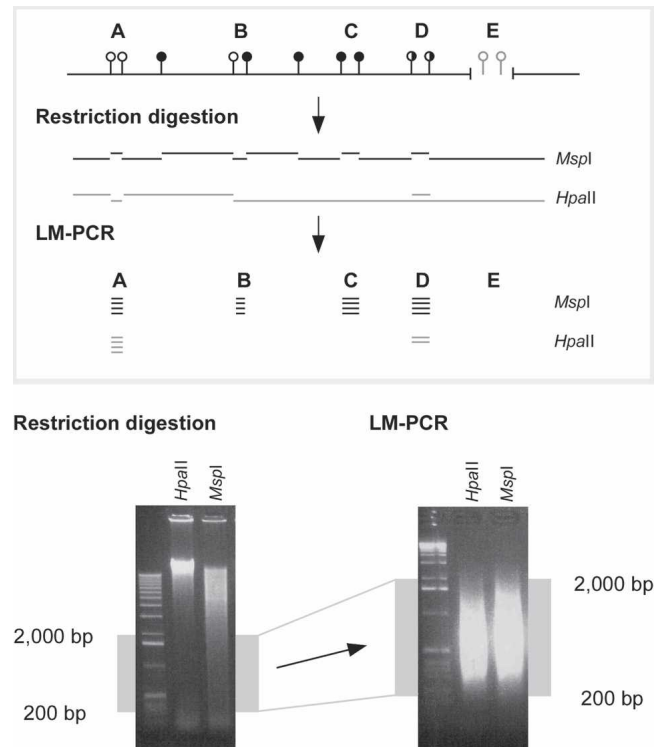 A B C D E
Restriction digestion
MspI
HpaII
LM-PCR
A B C D E
MspI
HpaII
Restriction digestion
LM-PCR
HpaII MspI
HpaII MspI
2,000 bp
200 bp
2,000 bp
200 bp